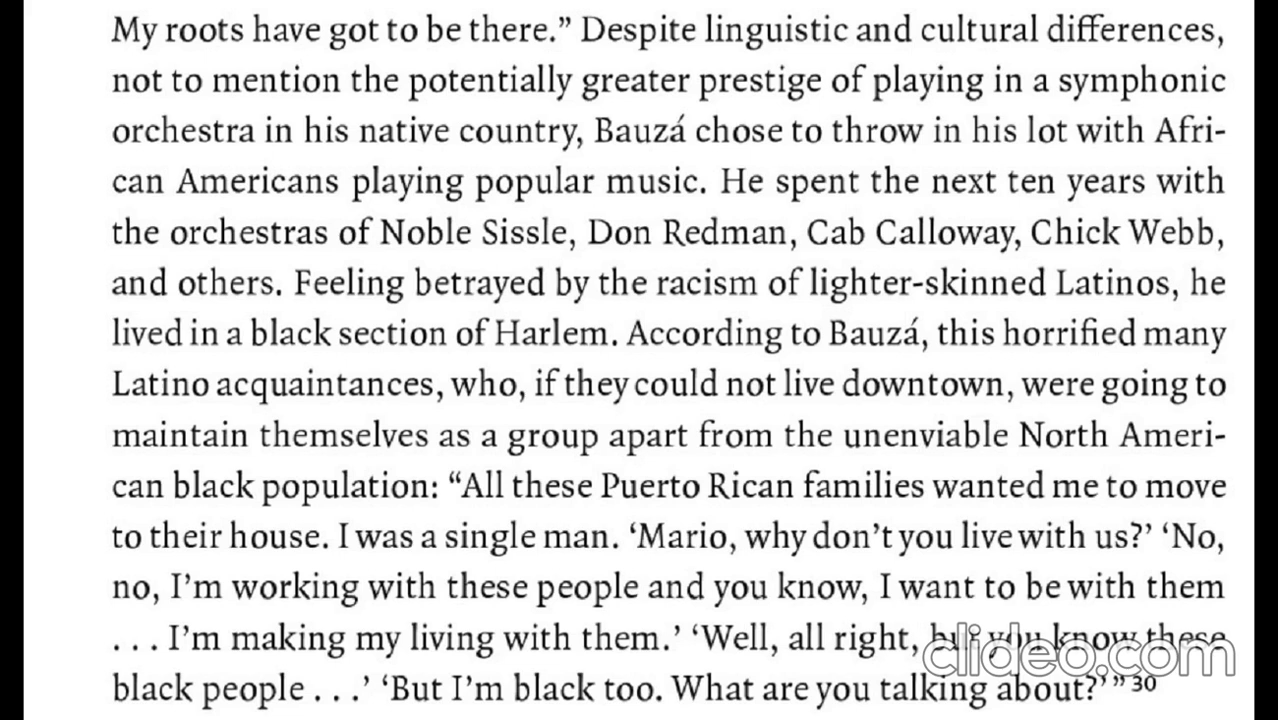 My roots have got to be there.” Despite linguistic and cultural differences,
not to mention the potentially greater prestige of playing in a symphonic
orchestra in his native country, Bauzá chose to throw in his lot with Afri-
can Americans playing popular music. He spent the next ten years with
the orchestras of Noble Sissle, Don Redman, Cab Calloway, Chick Webb,
and others. Feeling betrayed by the racism of lighter-skinned Latinos, he
lived in a black section of Harlem. According to Bauzá, this horrified many
Latino acquaintances, who, if they could not live downtown, were going to
maintain themselves as a group apart from the unenviable North Ameri-
can black population: “All these Puerto Rican families wanted me to move
to their house. I was a single man. ‘Mario, why don’t you live with us?’ ‘No,
no, I’m working with these people and you know, I want to be with them
. . . I’m making my living with them.’ ‘Well, all right, but you know these
black people . . .’ ‘But I’m black too. What are you talking about?’” 30
clideo.com